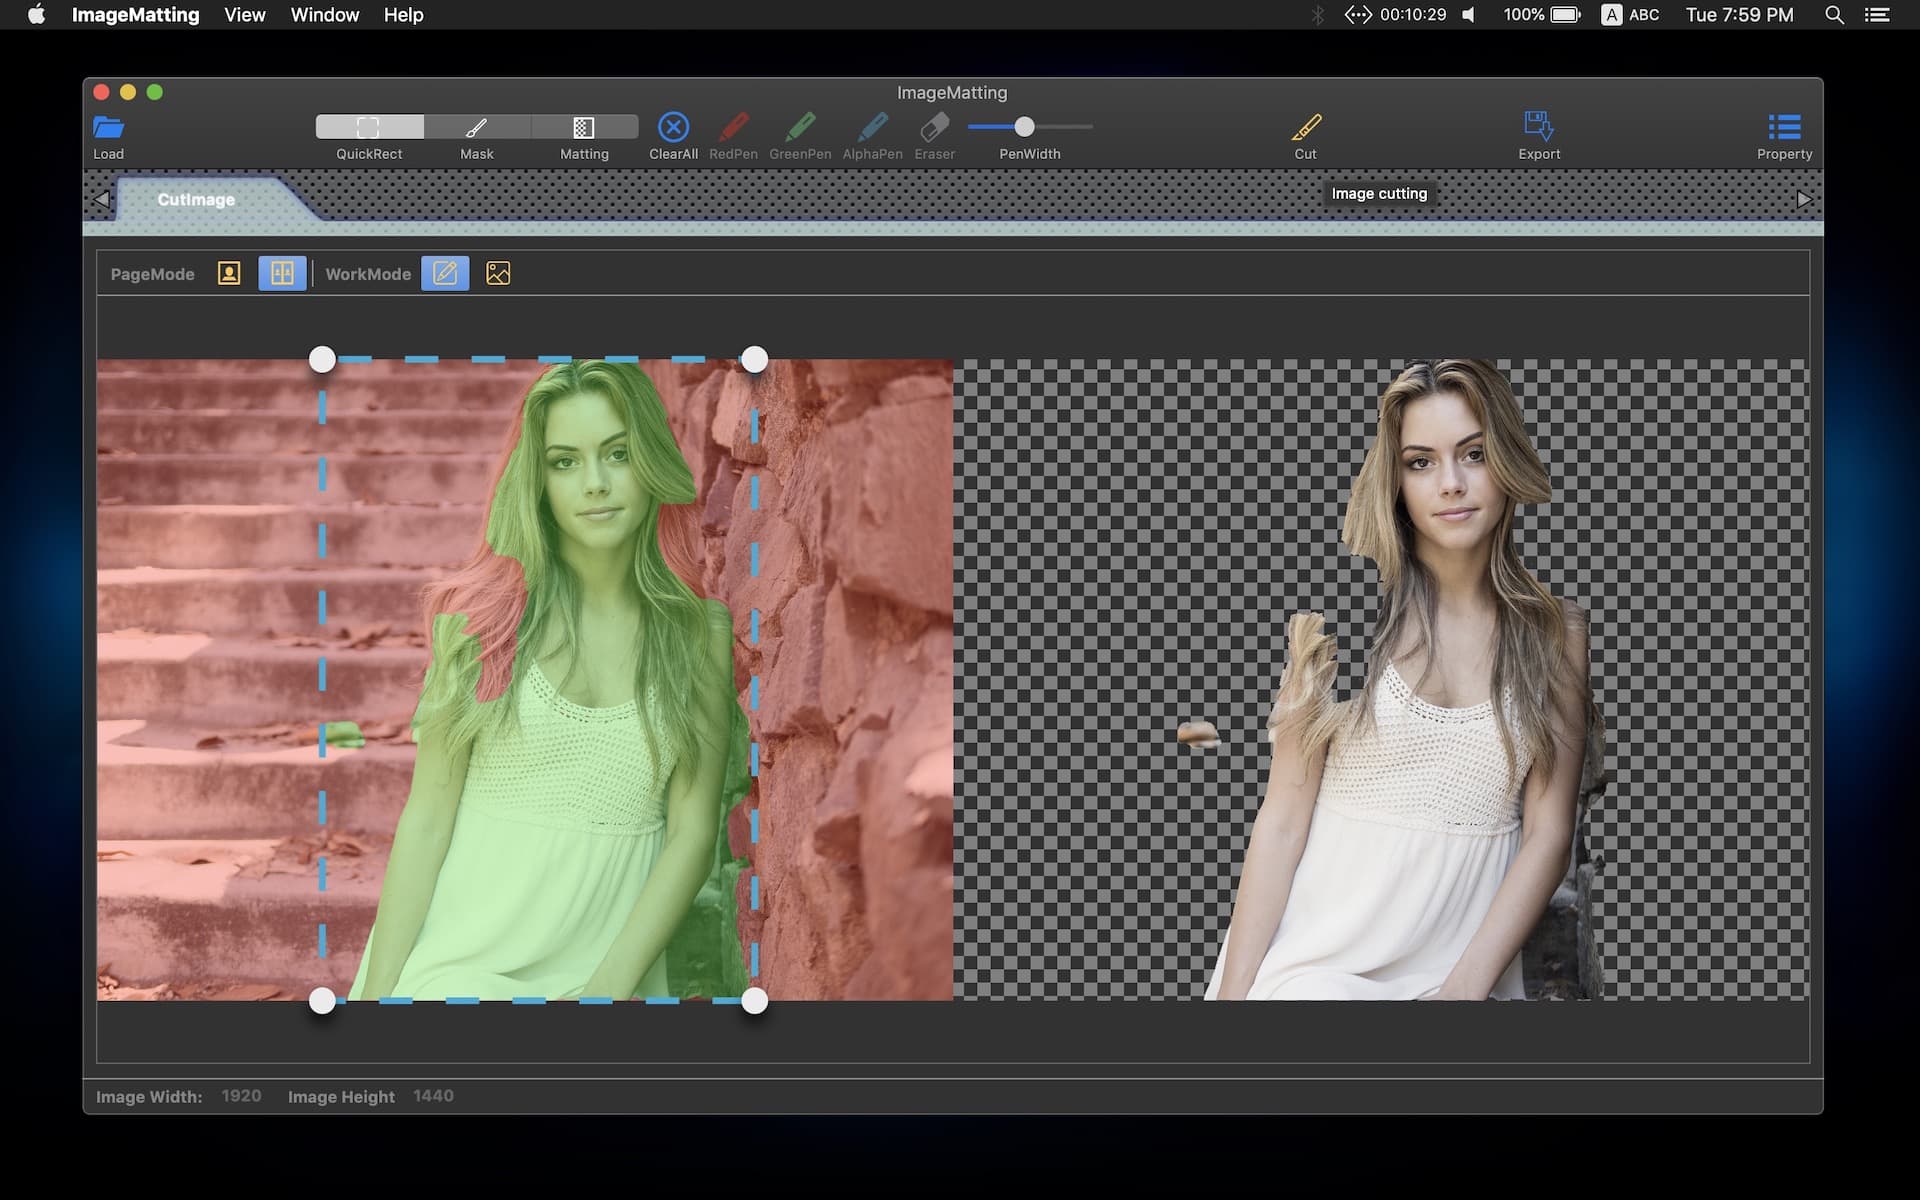 ImageMatting View Window Help 00:10:29 100% A ABC Tue 7:59 PM
ImageMatting
Load QuickRect Mask Matting ClearAll RedPen GreenPen AlphaPen Eraser PenWidth Cut Export Property
CutImage
Image cutting
PageMode WorkMode
Image Width: 1920 Image Height 1440